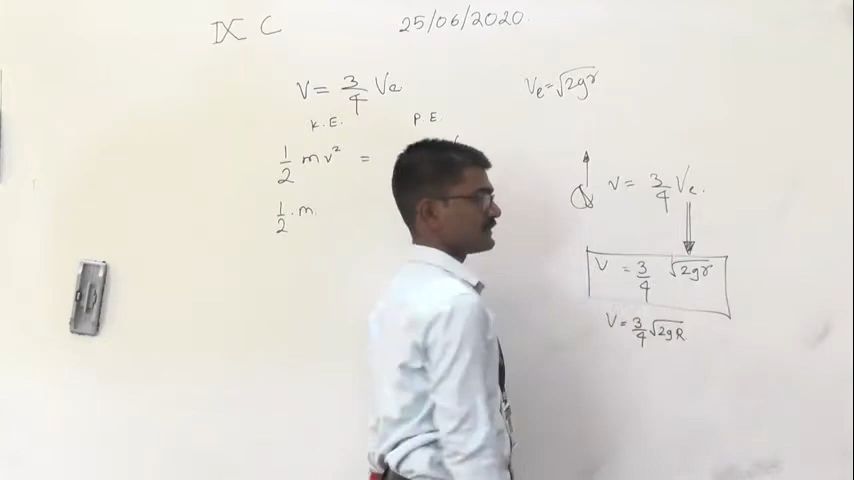 IX C 25/06/2020.
V = 3/4 Ve
Ve = √2gr
K.E. P.E.
1/2 mv² =
1/2 . m
v = 3/4 Ve.
V = 3/4 √2gr
V = 3/4 √2gR